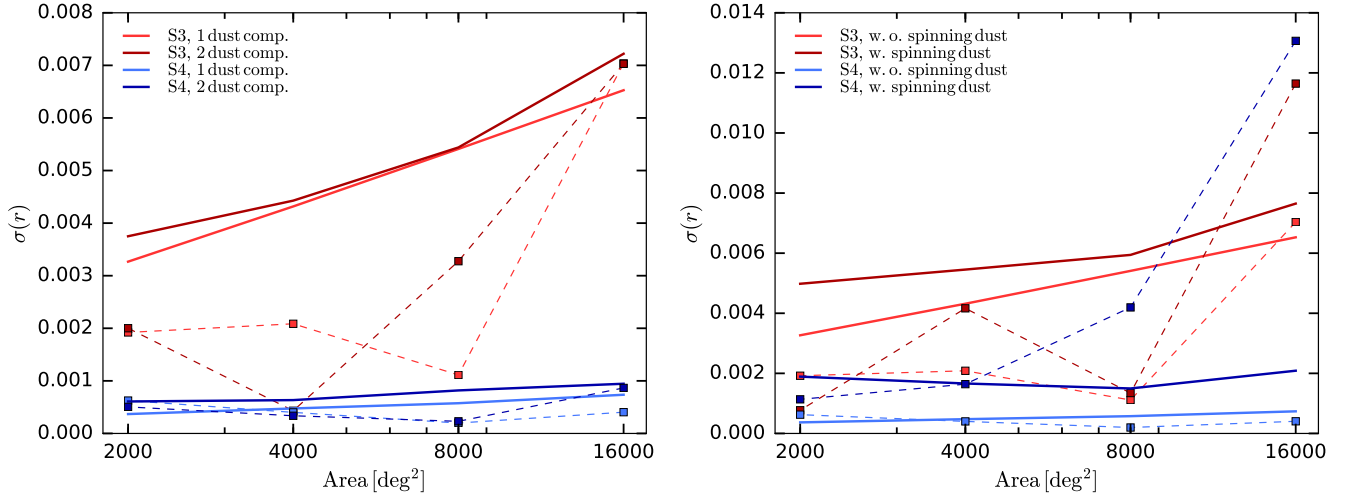 0.008
0.007
0.006
0.005
0.004
0.003
0.002
0.001
0.000
σ(r)
S3, 1 dust comp.
S3, 2 dust comp.
S4, 1 dust comp.
S4, 2 dust comp.
2000 4000 8000 16000
Area [deg²]
0.014
0.012
0.010
0.008
0.006
0.004
0.002
0.000
σ(r)
S3, w. o. spinning dust
S3, w. spinning dust
S4, w. o. spinning dust
S4, w. spinning dust
2000 4000 8000 16000
Area [deg²]